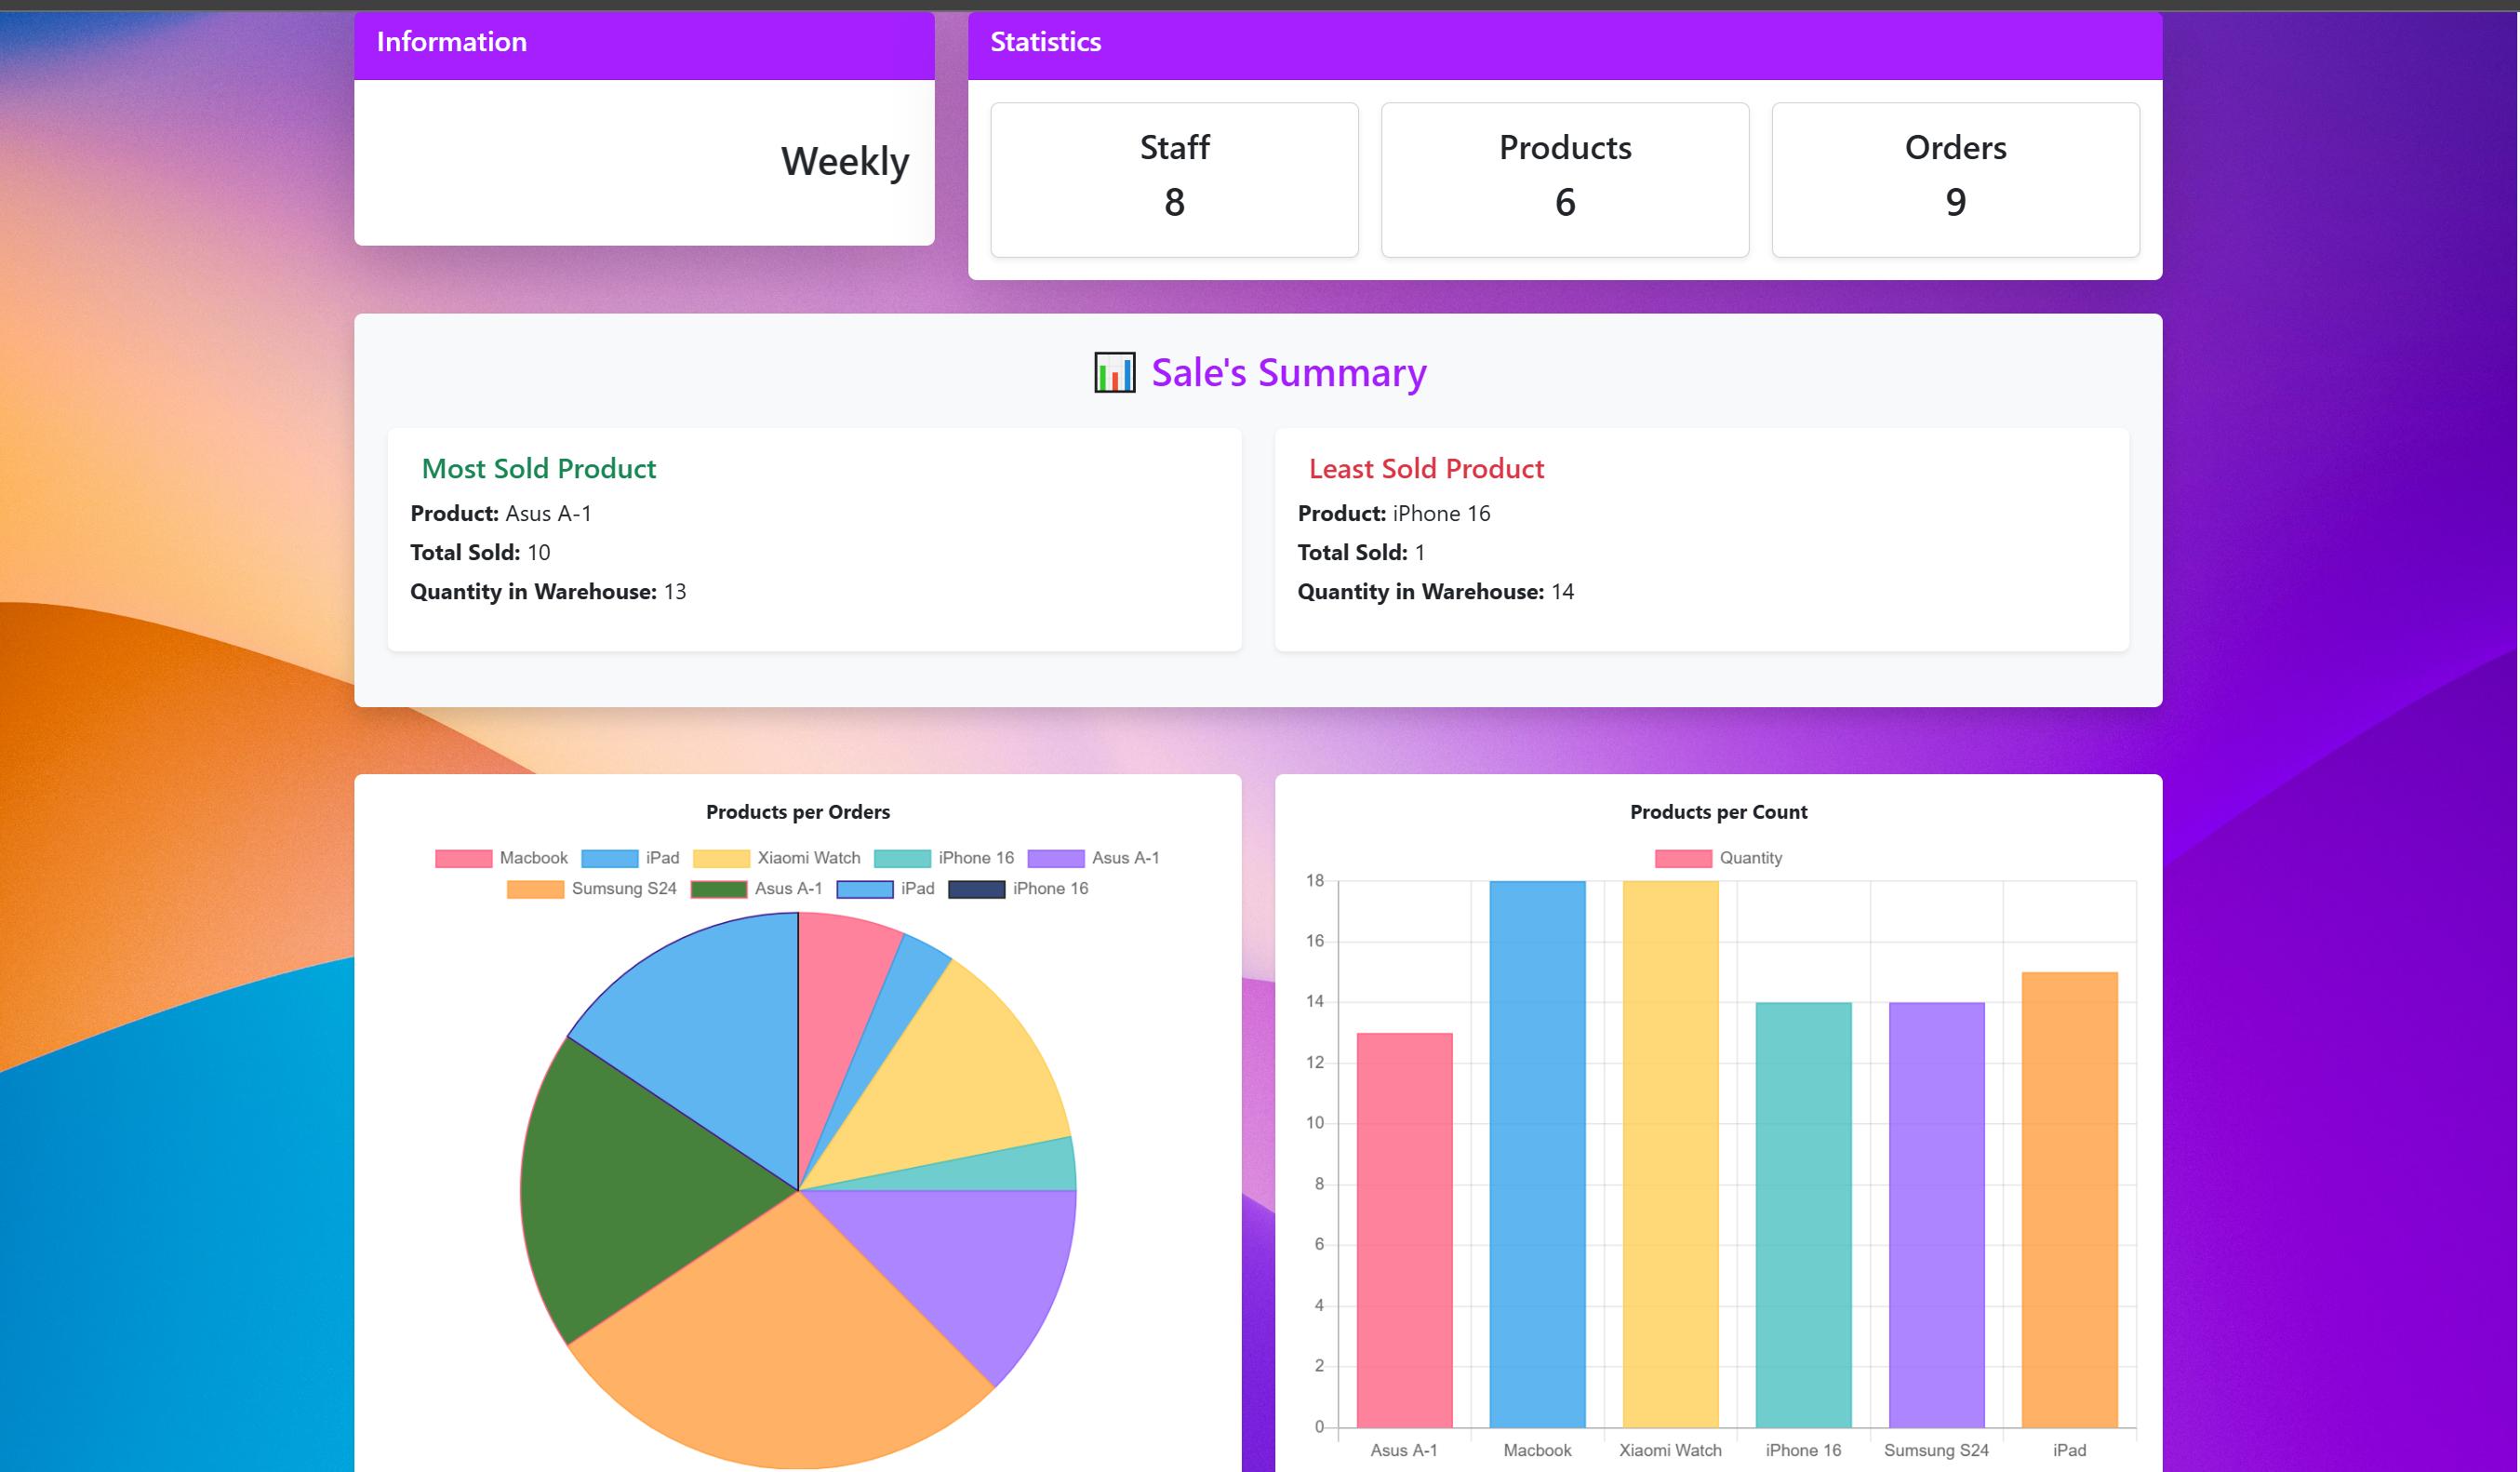 Information
Weekly
Statistics
Staff
8
Products
6
Orders
9
Sale's Summary
Most Sold Product
Product: Asus A-1
Total Sold: 10
Quantity in Warehouse: 13
Least Sold Product
Product: iPhone 16
Total Sold: 1
Quantity in Warehouse: 14
Products per Orders
Macbook iPad Xiaomi Watch iPhone 16 Asus A-1
Sumsung S24 Asus A-1 iPad iPhone 16
Products per Count
Quantity
18
16
14
12
10
8
6
4
2
0
Asus A-1 Macbook Xiaomi Watch iPhone 16 Sumsung S24 iPad